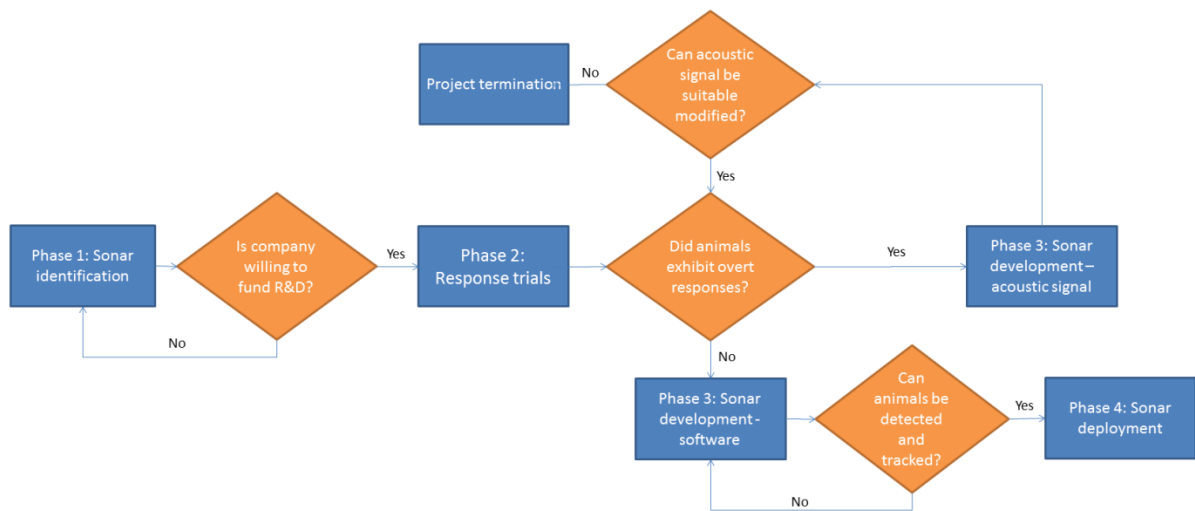 Can acoustic
signal be
suitable
modified?
No
Project termination
Yes
Phase 1: Sonar
identification
Is company
willing to
fund R&D?
Yes
No
Phase 2:
Response trials
Did animals
exhibit overt
responses?
Yes
Phase 3: Sonar
development –
acoustic signal
No
Phase 3: Sonar
development -
software
Can
animals be
detected
and
tracked?
Yes
No
Phase 4: Sonar
deployment